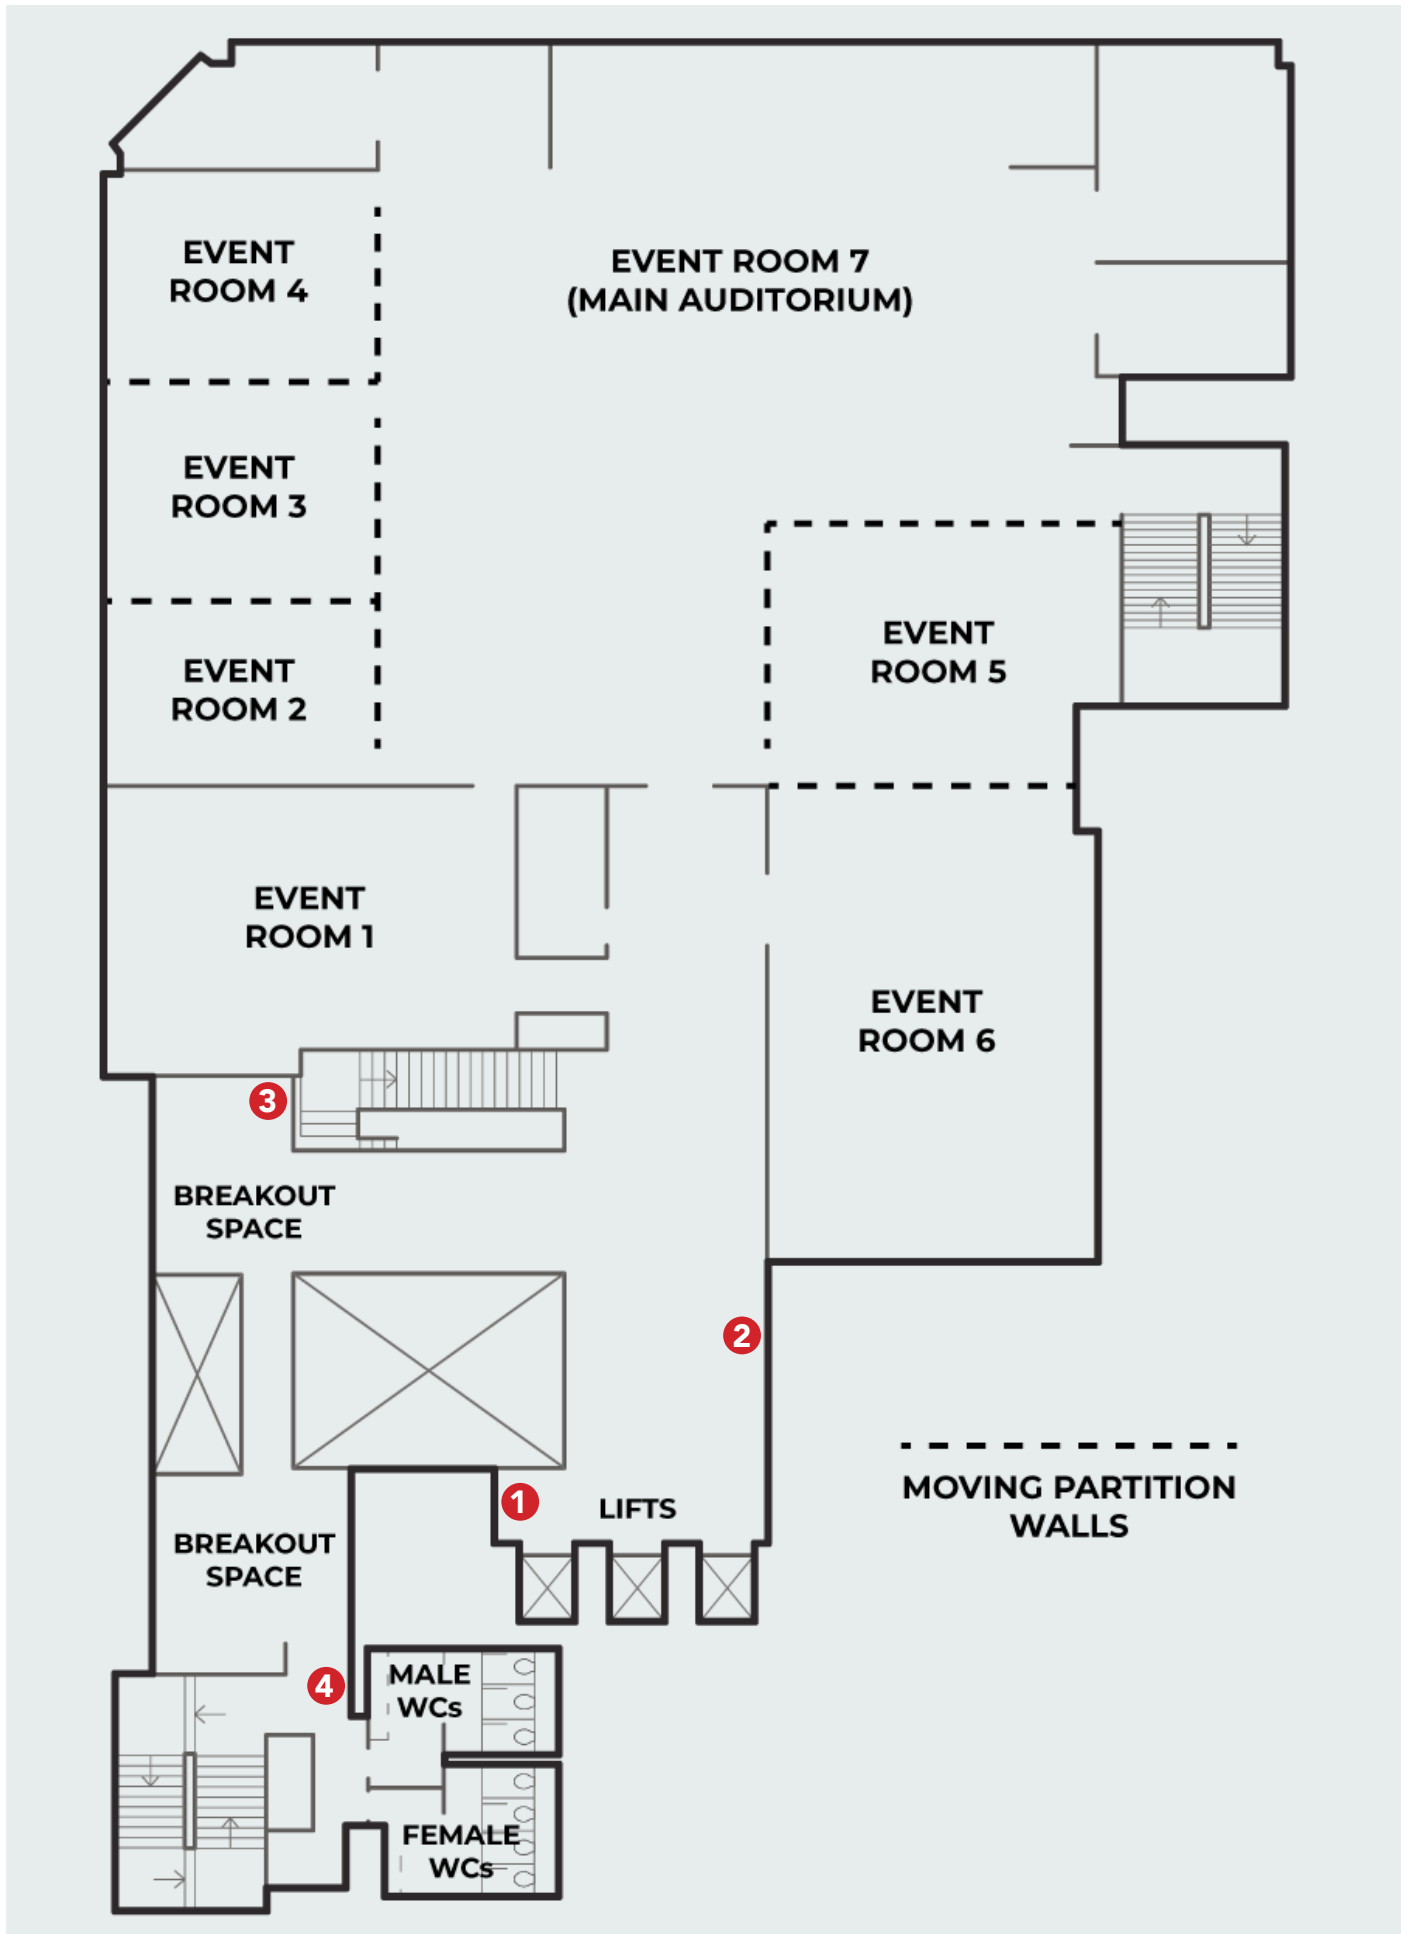 EVENT
ROOM 4
EVENT ROOM 7
(MAIN AUDITORIUM)
EVENT
ROOM 3
EVENT
ROOM 2
EVENT
ROOM 5
EVENT
ROOM 1
EVENT
ROOM 6
3
BREAKOUT
SPACE
2
1
LIFTS
MOVING PARTITION
WALLS
BREAKOUT
SPACE
4
MALE
WCs
FEMALE
WCs